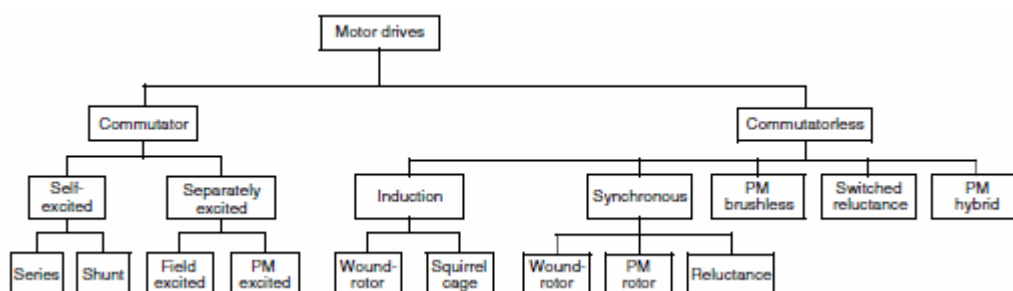 Motor drives
Commutator
Commutatorless
Self-
excited
Separately
excited
Induction
Synchronous
PM
brushless
Switched
reluctance
PM
hybrid
Series
Shunt
Field
excited
PM
excited
Wound-
rotor
Squirrel
cage
Wound-
rotor
PM
rotor
Reluctance